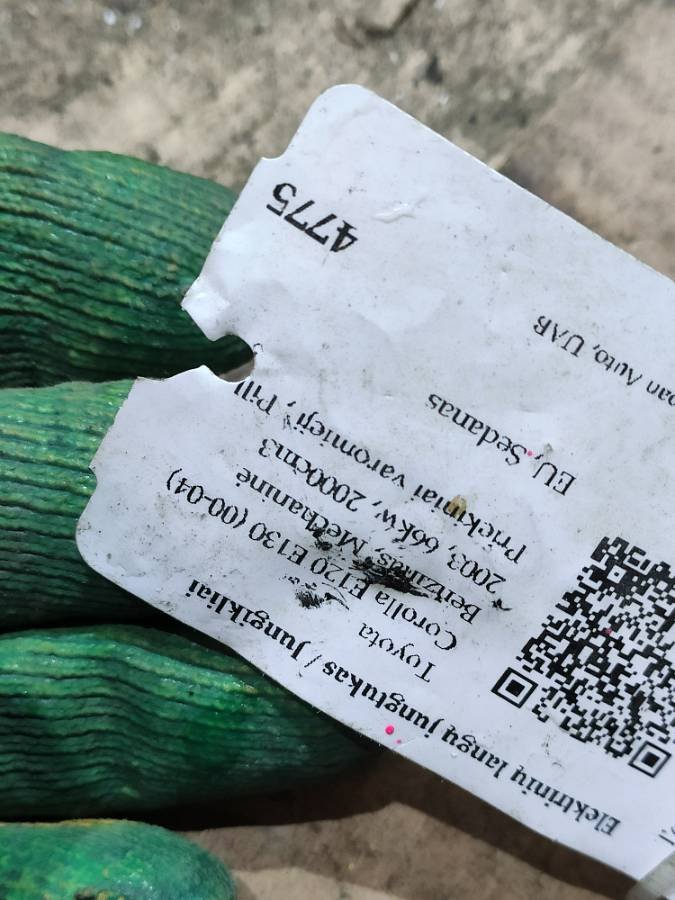 Elektrinių langų jungtukas / Jungikliai
Toyota
Corolla E120 E130 (00-04)
Benzinas, Mechaninė
2003, 66kw, 2000cm3
Priekiniai varomieji, Pilk
EU, Sedanas
Auto, UAB
4775